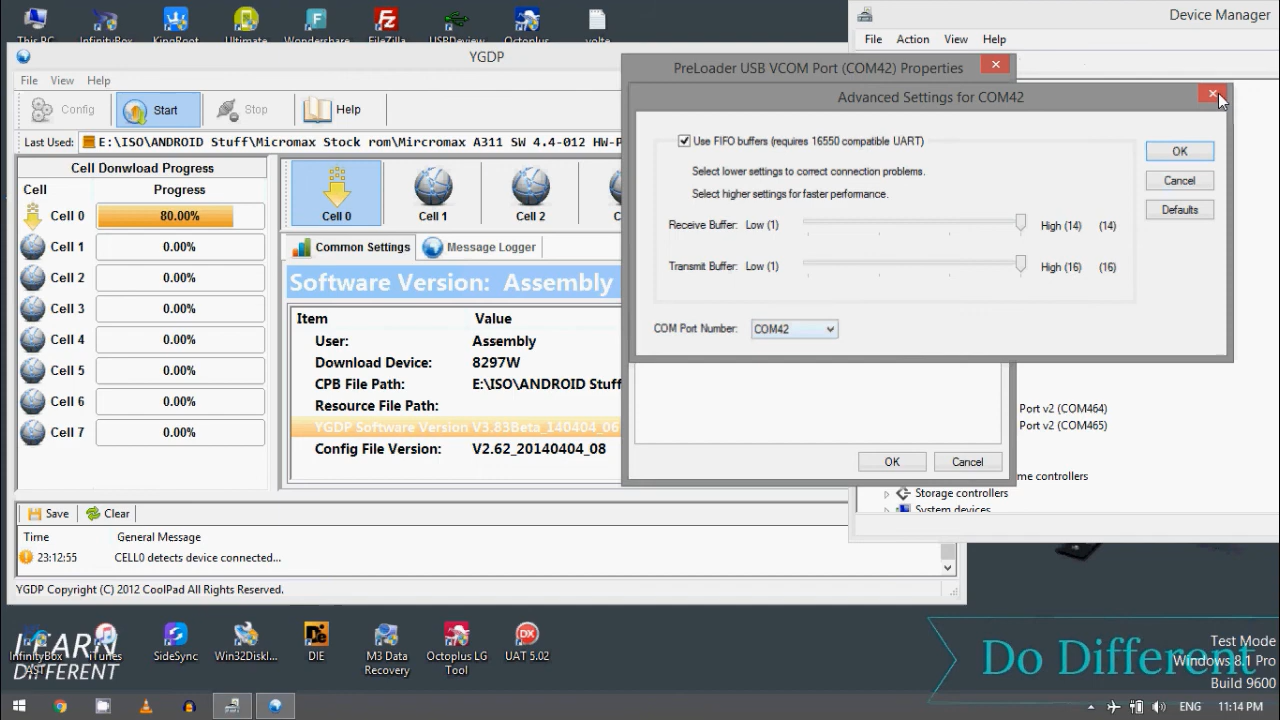 This PC
InfinityBox
KingRoot
Ultimate
Wondershare
FileZilla
USBDeview
Octoplus
volte
Device Manager
File Action View Help
YGDP
File View Help
Config Start Stop Help
Last Used: E:\ISO\ANDROID Stuff\Micromax Stock rom\Mircromax A311 SW 4.4-012 HW-P
Cell Donwload Progress
Cell Progress
Cell 0 80.00%
Cell 1 0.00%
Cell 2 0.00%
Cell 3 0.00%
Cell 4 0.00%
Cell 5 0.00%
Cell 6 0.00%
Cell 7 0.00%
Cell 0 Cell 1 Cell 2
Common Settings Message Logger
Software Version: Assembly
Item Value
User: Assembly
Download Device: 8297W
CPB File Path: E:\ISO\ANDROID Stuff
Resource File Path:
YGDP Software Version V3.83Beta_140404_06
Config File Version: V2.62_20140404_08
Save Clear
Time General Message
23:12:55 CELL0 detects device connected...
YGDP Copyright (C) 2012 CoolPad All Rights Reserved.
PreLoader USB VCOM Port (COM42) Properties
Advanced Settings for COM42
Use FIFO buffers (requires 16550 compatible UART)
Select lower settings to correct connection problems.
Select higher settings for faster performance.
Receive Buffer: Low (1) High (14) (14)
Transmit Buffer: Low (1) High (16) (16)
COM Port Number: COM42
OK
Cancel
Defaults
OK Cancel
Port v2 (COM464)
Port v2 (COM465)
me controllers
Storage controllers
System devices
LEARN
DIFFERENT
iTunes
SideSync
Win32Diskl...
DIE
M3 Data
Recovery
Octoplus LG
Tool
UAT 5.02
Do Different
Test Mode
Windows 8.1 Pro
Build 9600
ENG 11:14 PM